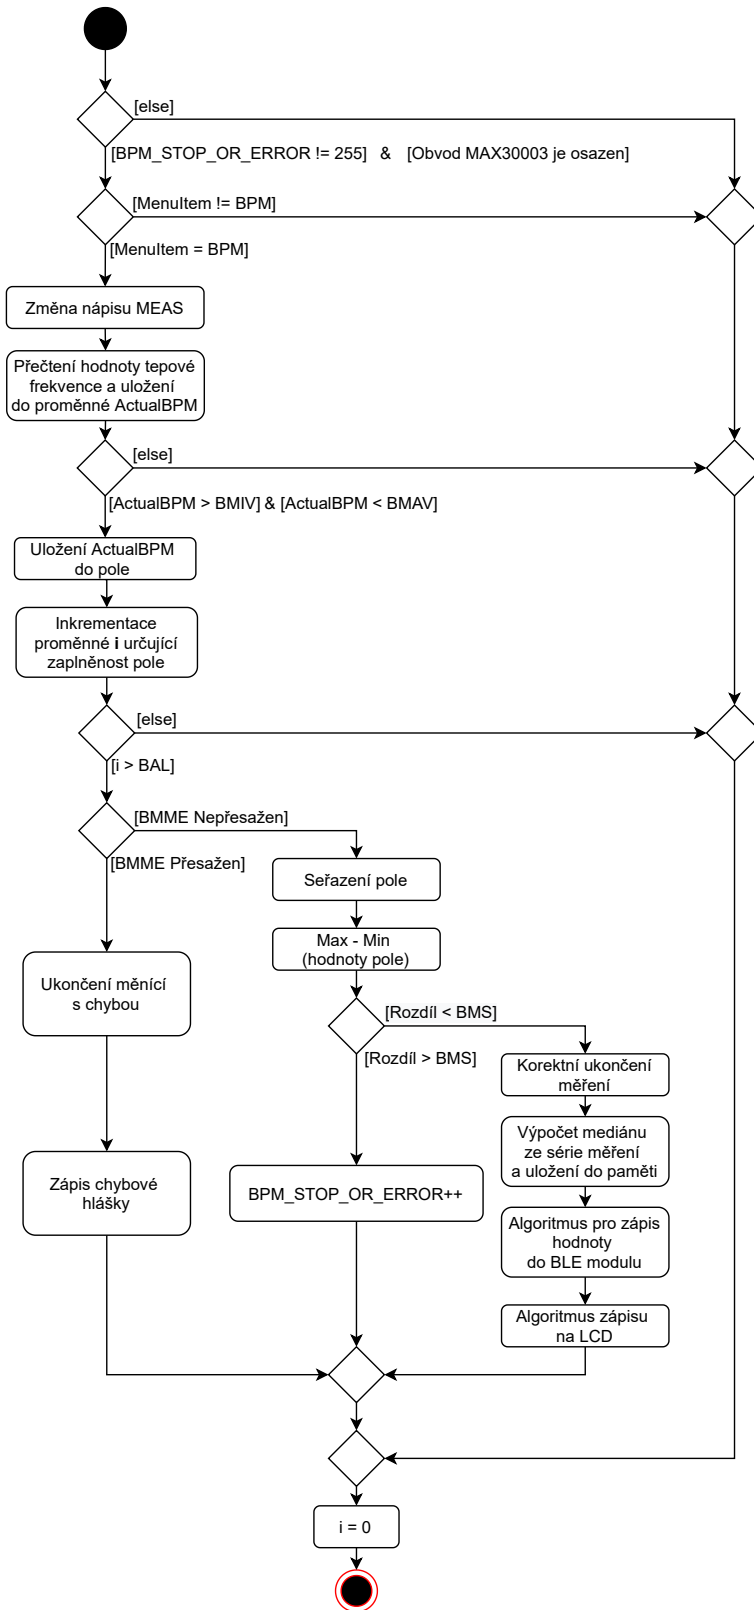 [else]
[BPM_STOP_OR_ERROR != 255] & [Obvod MAX30003 je osazen]
[MenuItem != BPM]
[MenuItem = BPM]
Změna nápisu MEAS
Přečtení hodnoty tepové
frekvence a uložení
do proměnné ActualBPM
[else]
[ActualBPM > BMIV] & [ActualBPM < BMAV]
Uložení ActualBPM
do pole
Inkrementace
proměnné i určující
zaplněnost pole
[else]
[i > BAL]
[BMME Nepřesažen]
[BMME Přesažen]
Seřazení pole
Max - Min
(hodnoty pole)
Ukončení měnící
s chybou
[Rozdíl < BMS]
[Rozdíl > BMS]
Korektní ukončení
měření
Výpočet mediánu
ze série měření
a uložení do paměti
Zápis chybové
hlášky
BPM_STOP_OR_ERROR++
Algoritmus pro zápis
hodnoty
do BLE modulu
Algoritmus zápisu
na LCD
i = 0